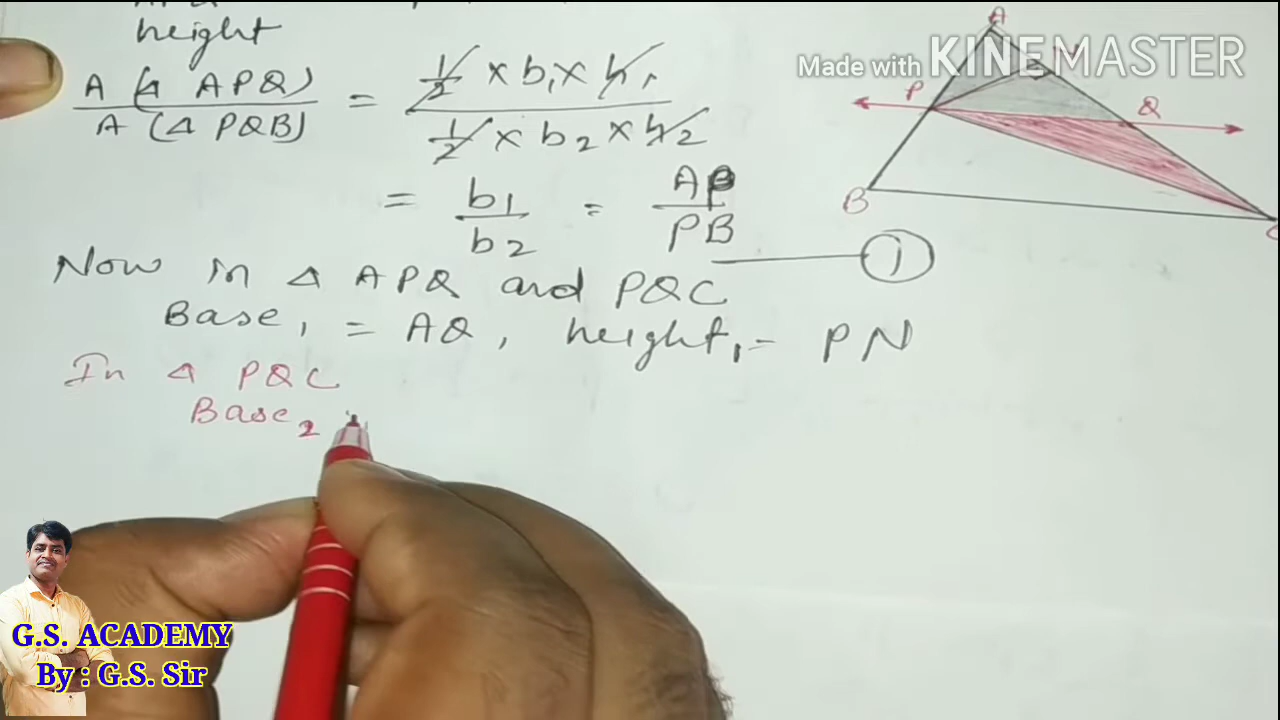 height
A (Δ APQ) / A (Δ PQB) = 1/2 × b1 × h1 / 1/2 × b2 × h2
= b1 / b2 = AP / PB
1
Now in Δ APQ and PQC
Base1 = AQ, height1 = PN
In Δ PQC
Base2
A
N
P
Q
B
C
Made with KINEMASTER
G.S. ACADEMY
By : G.S. Sir